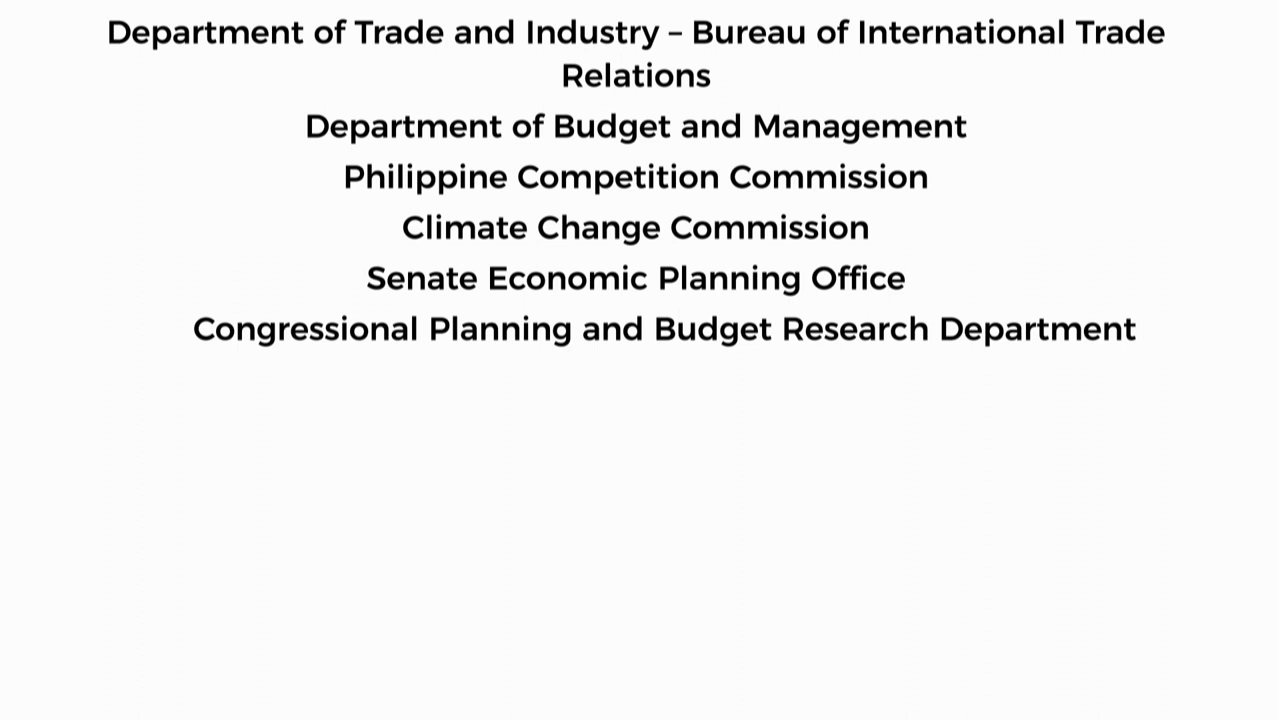 Department of Trade and Industry – Bureau of International Trade
Relations
Department of Budget and Management
Philippine Competition Commission
Climate Change Commission
Senate Economic Planning Office
Congressional Planning and Budget Research Department